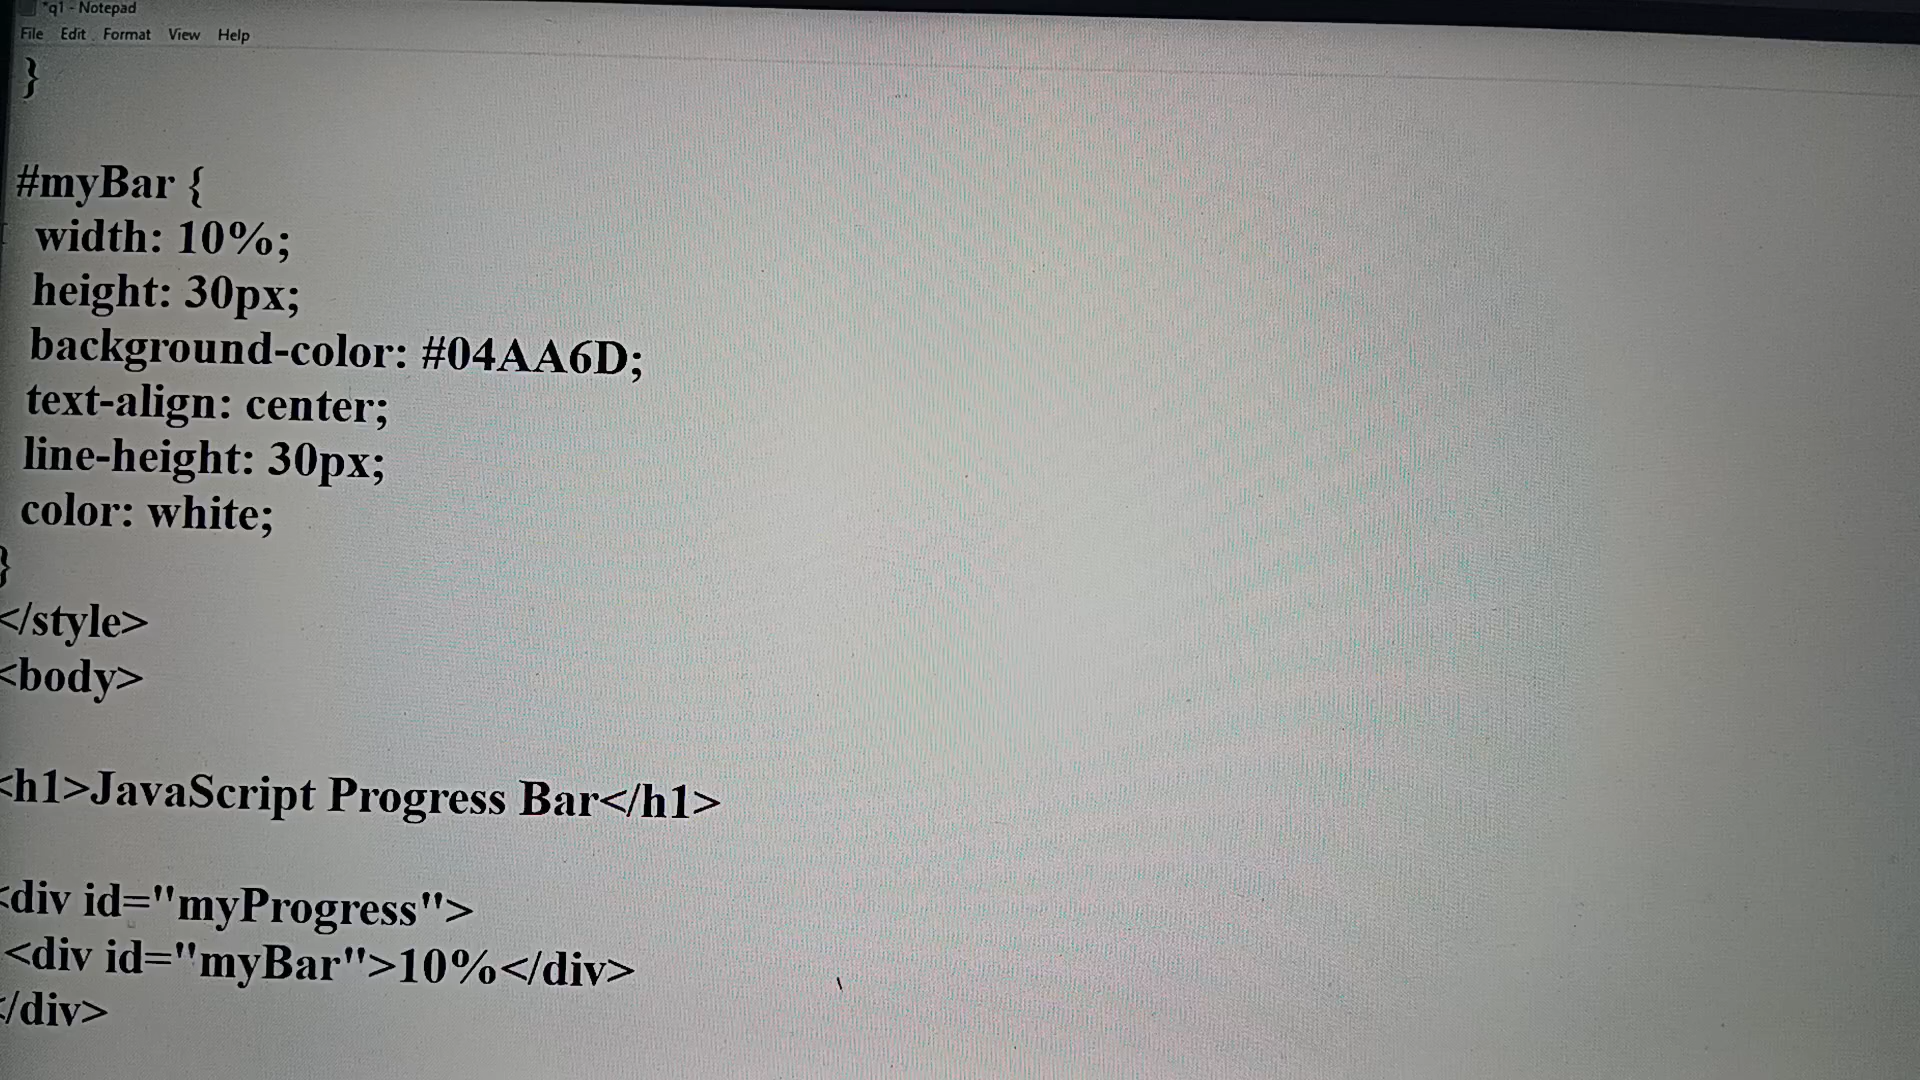 *q1 - Notepad
File Edit Format View Help
}
#myBar {
width: 10%;
height: 30px;
background-color: #04AA6D;
text-align: center;
line-height: 30px;
color: white;
}
</style>
<body>
<h1>JavaScript Progress Bar</h1>
<div id="myProgress">
<div id="myBar">10%</div>
</div>